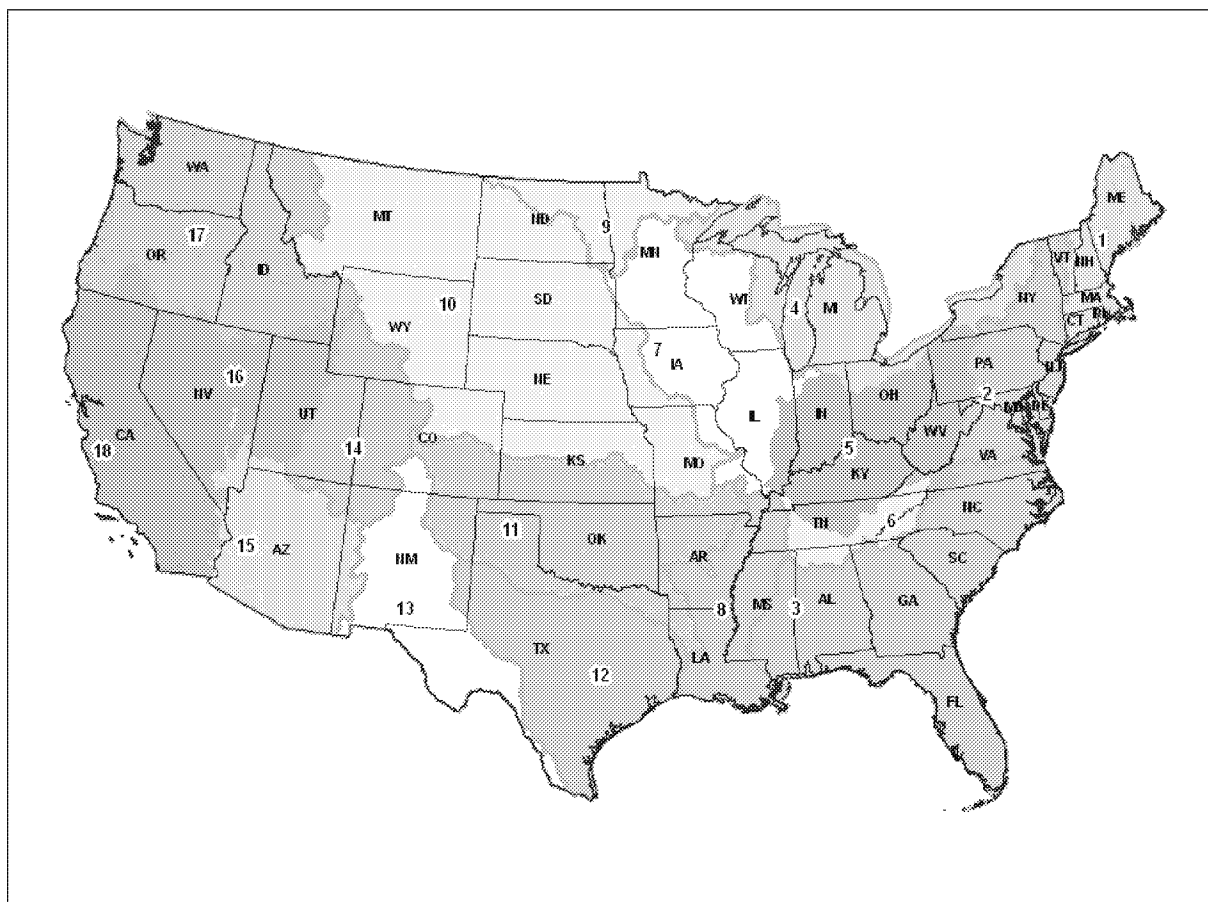 WA
ME
MT
ND
9
1
17
MN
VT
NH
OR
ID
NY
MA
10
SD
WI
4
MI
CT
RI
WY
7
IA
PA
16
NE
NJ
NV
2
OH
MD
DE
UT
IL
IN
WV
CA
CO
18
14
5
VA
KS
MO
KY
NC
11
TN
6
15
AZ
NM
OK
AR
SC
13
8
MS
3
AL
GA
TX
LA
12
FL